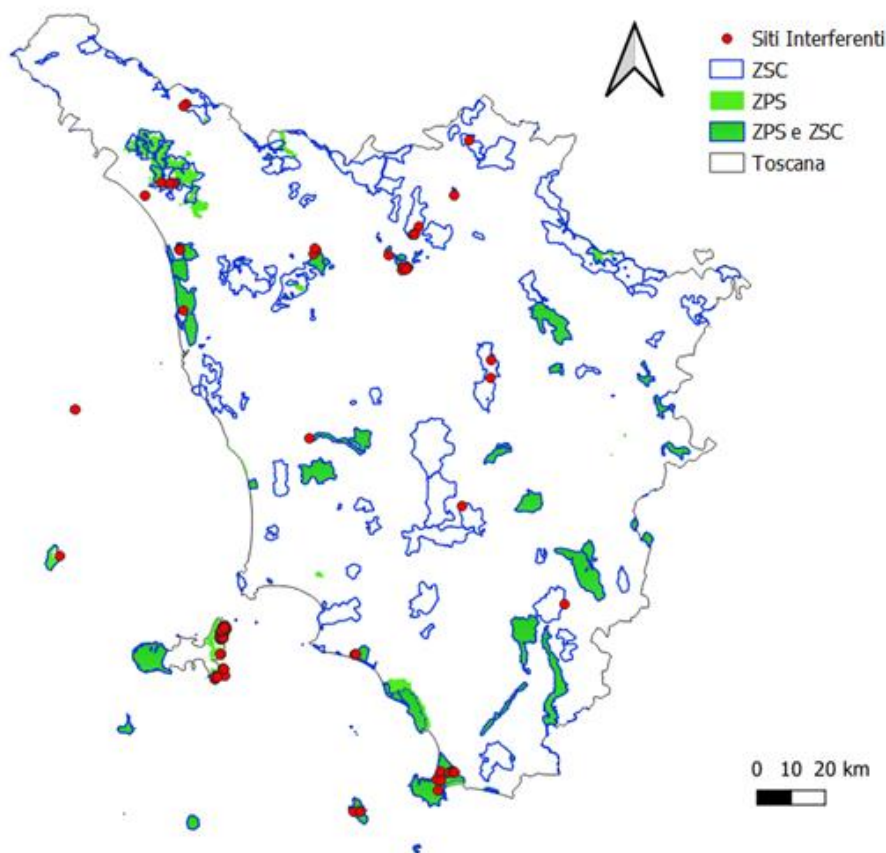 Siti Interferenti
ZSC
ZPS
ZPS e ZSC
Toscana
0 10 20 km